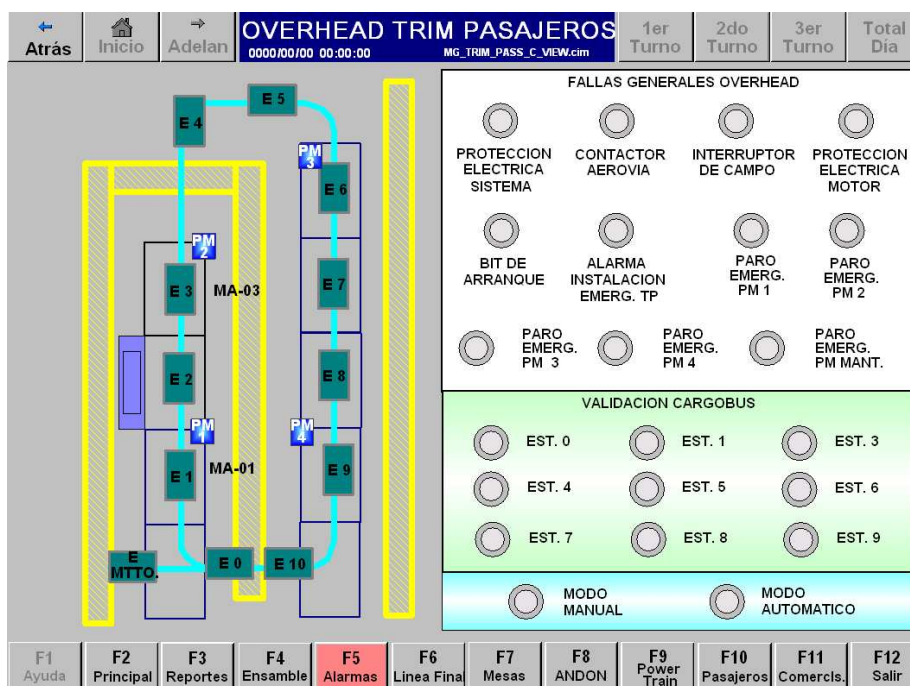 Atrás
Inicio
Adelan
OVERHEAD TRIM PASAJEROS
0000/00/00 00:00:00
MG_TRIM_PASS_C_VIEW.cim
1er
Turno
2do
Turno
3er
Turno
Total
Día
E 5
E 4
PM
3
E 6
PM
2
E 3
MA-03
E 7
E 2
E 8
PM
1
PM
4
E 1
MA-01
E 9
E
MTTO.
E 0
E 10
FALLAS GENERALES OVERHEAD
PROTECCION
ELECTRICA
SISTEMA
CONTACTOR
AEROVIA
INTERRUPTOR
DE CAMPO
PROTECCION
ELECTRICA
MOTOR
BIT DE
ARRANQUE
ALARMA
INSTALACION
EMERG. TP
PARO
EMERG.
PM 1
PARO
EMERG.
PM 2
PARO
EMERG.
PM 3
PARO
EMERG.
PM 4
PARO
EMERG.
PM MANT.
VALIDACION CARGOBUS
EST. 0
EST. 1
EST. 3
EST. 4
EST. 5
EST. 6
EST. 7
EST. 8
EST. 9
MODO
MANUAL
MODO
AUTOMATICO
F1
Ayuda
F2
Principal
F3
Reportes
F4
Ensamble
F5
Alarmas
F6
Linea Final
F7
Mesas
F8
ANDON
F9
Power
Train
F10
Pasajeros
F11
Comercls.
F12
Salir